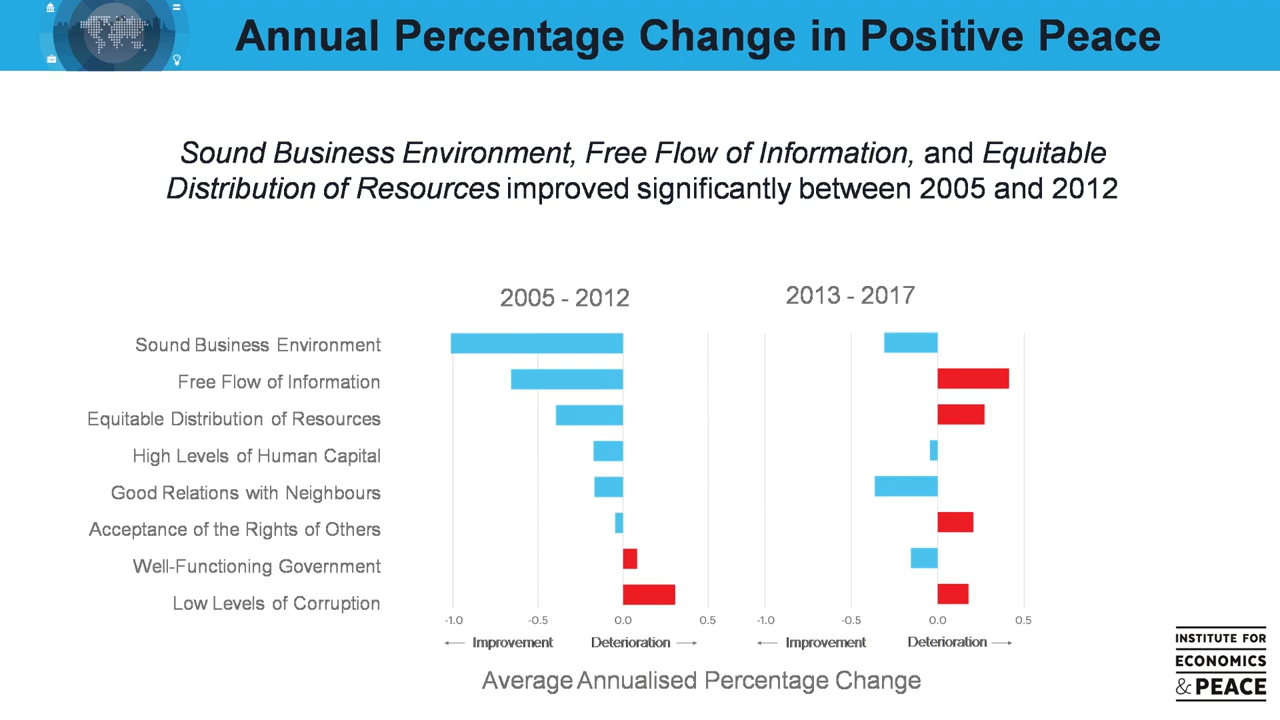 Annual Percentage Change in Positive Peace
Sound Business Environment, Free Flow of Information, and Equitable
Distribution of Resources improved significantly between 2005 and 2012
2005 - 2012
2013 - 2017
Sound Business Environment
Free Flow of Information
Equitable Distribution of Resources
High Levels of Human Capital
Good Relations with Neighbours
Acceptance of the Rights of Others
Well-Functioning Government
Low Levels of Corruption
-1.0 -0.5 0.0 0.5
-1.0 -0.5 0.0 0.5
← Improvement Deterioration →
← Improvement Deterioration →
Average Annualised Percentage Change
INSTITUTE FOR
ECONOMICS
& PEACE